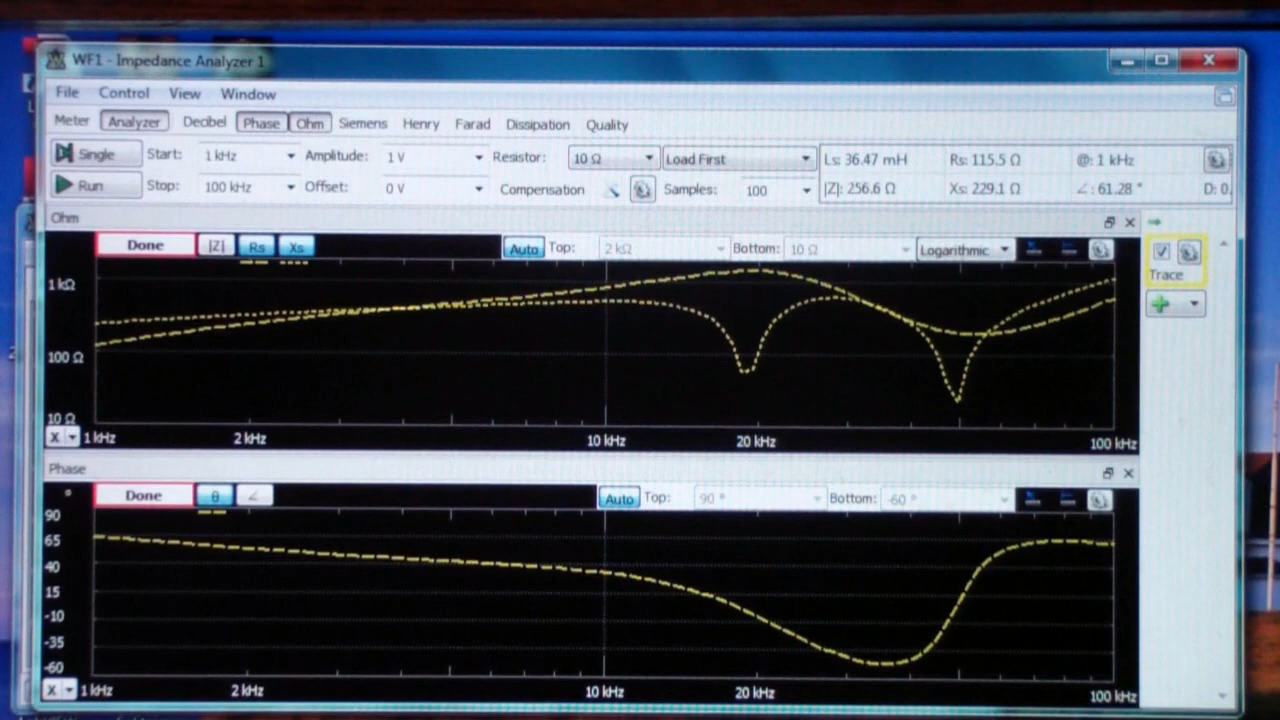 WF1 - Impedance Analyzer 1
File Control View Window
Meter Analyzer Decibel Phase Ohm Siemens Henry Farad Dissipation Quality
Single Start: 1 kHz Amplitude: 1 V Resistor: 10 Ω Load First Ls: 36.47 mH Rs: 115.5 Ω @: 1 kHz
Run Stop: 100 kHz Offset: 0 V Compensation Samples: 100 |Z|: 256.6 Ω Xs: 229.1 Ω ∠: 61.28 ° D: 0.
Ohm
Done |Z| Rs Xs Auto Top: 2 kΩ Bottom: 10 Ω Logarithmic
Trace
1 kΩ
100 Ω
10 Ω
X 1 kHz 2 kHz 10 kHz 20 kHz 100 kHz
Phase
° Done θ ∠ Auto Top: 90 ° Bottom: -60 °
90
65
40
15
-10
-35
-60
X 1 kHz 2 kHz 10 kHz 20 kHz 100 kHz